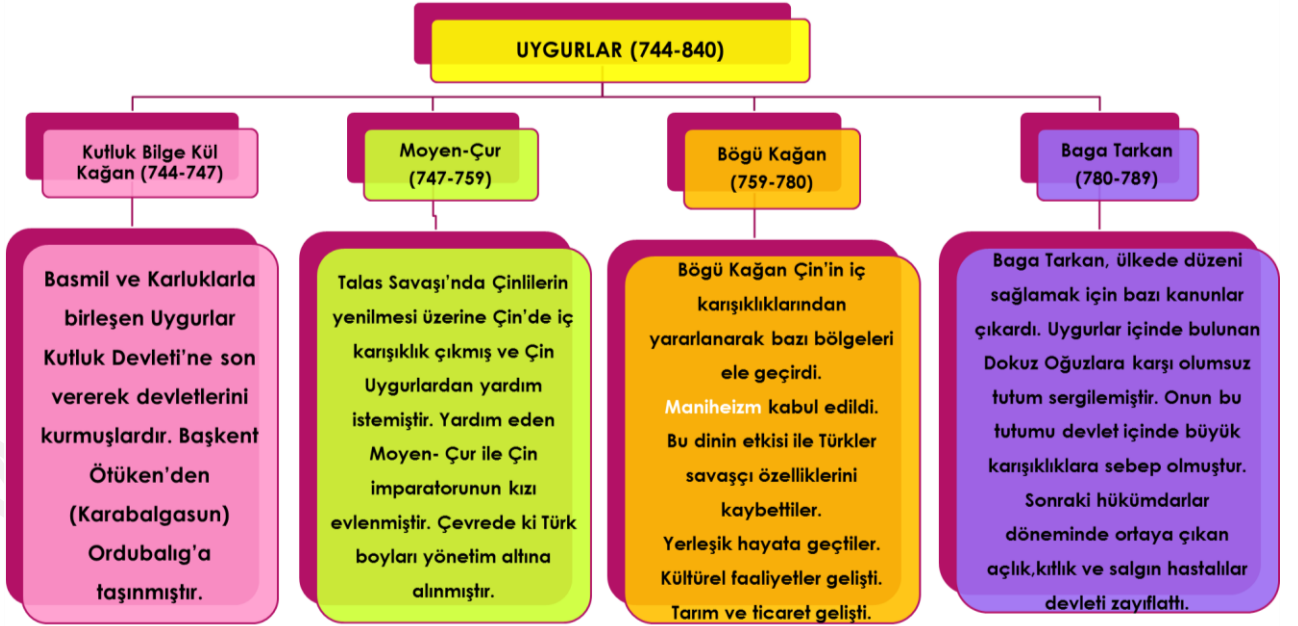 UYGURLAR (744-840)
Kutluk Bilge Kül
Kağan (744-747)
Basmil ve Karluklarla
birleşen Uygurlar
Kutluk Devleti’ne son
vererek devletlerini
kurmuşlardır. Başkent
Ötüken’den
(Karabalgasun)
Ordubalıg’a
taşınmıştır.
Moyen-Çur
(747-759)
Talas Savaşı’nda Çinlilerin
yenilmesi üzerine Çin’de iç
karışıklık çıkmış ve Çin
Uygurlardan yardım
istemiştir. Yardım eden
Moyen- Çur ile Çin
imparatorunun kızı
evlenmiştir. Çevrede ki Türk
boyları yönetim altına
alınmıştır.
Bögü Kağan
(759-780)
Bögü Kağan Çin’in iç
karışıklıklarından
yararlanarak bazı bölgeleri
ele geçirdi.
Maniheizm kabul edildi.
Bu dinin etkisi ile Türkler
savaşçı özelliklerini
kaybettiler.
Yerleşik hayata geçtiler.
Kültürel faaliyetler gelişti.
Tarım ve ticaret gelişti.
Baga Tarkan
(780-789)
Baga Tarkan, ülkede düzeni
sağlamak için bazı kanunlar
çıkardı. Uygurlar içinde bulunan
Dokuz Oğuzlara karşı olumsuz
tutum sergilemiştir. Onun bu
tutumu devlet içinde büyük
karışıklıklara sebep olmuştur.
Sonraki hükümdarlar
döneminde ortaya çıkan
açlık,kıtlık ve salgın hastalılar
devleti zayıflattı.